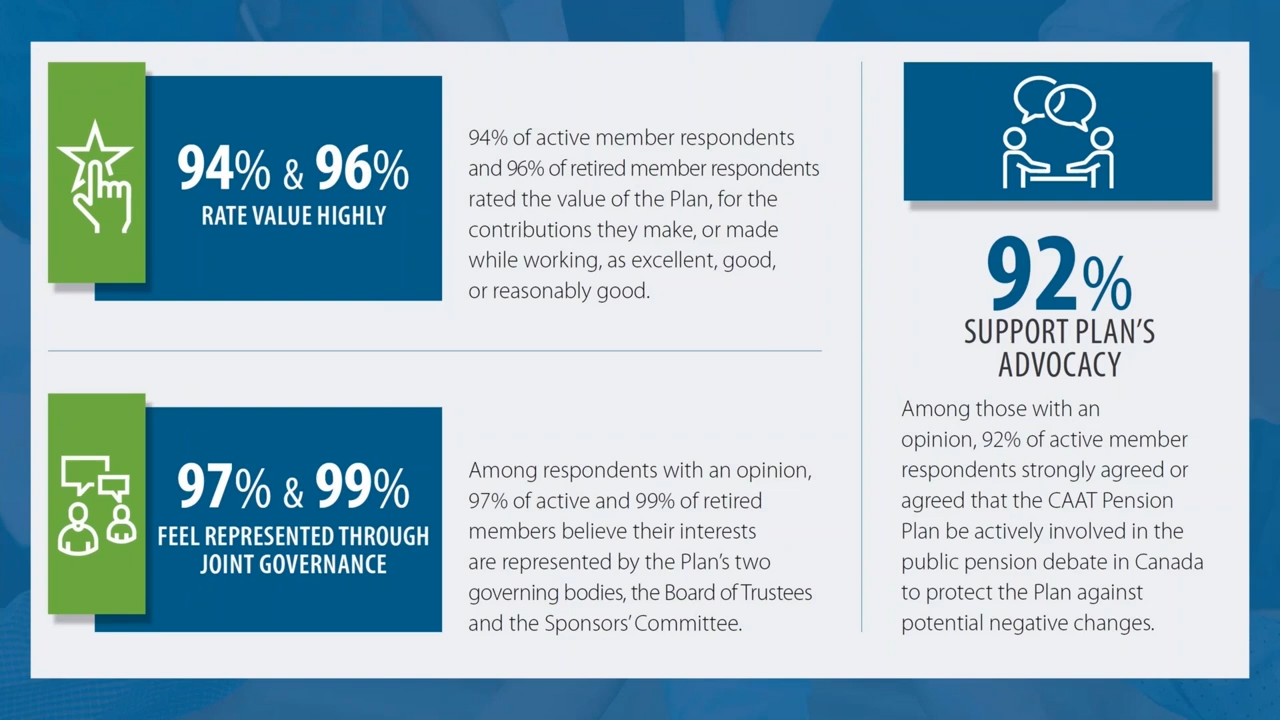 94% & 96%
RATE VALUE HIGHLY
94% of active member respondents
and 96% of retired member respondents
rated the value of the Plan, for the
contributions they make, or made
while working, as excellent, good,
or reasonably good.
97% & 99%
FEEL REPRESENTED THROUGH
JOINT GOVERNANCE
Among respondents with an opinion,
97% of active and 99% of retired
members believe their interests
are represented by the Plan's two
governing bodies, the Board of Trustees
and the Sponsors' Committee.
92%
SUPPORT PLAN'S
ADVOCACY
Among those with an
opinion, 92% of active member
respondents strongly agreed or
agreed that the CAAT Pension
Plan be actively involved in the
public pension debate in Canada
to protect the Plan against
potential negative changes.